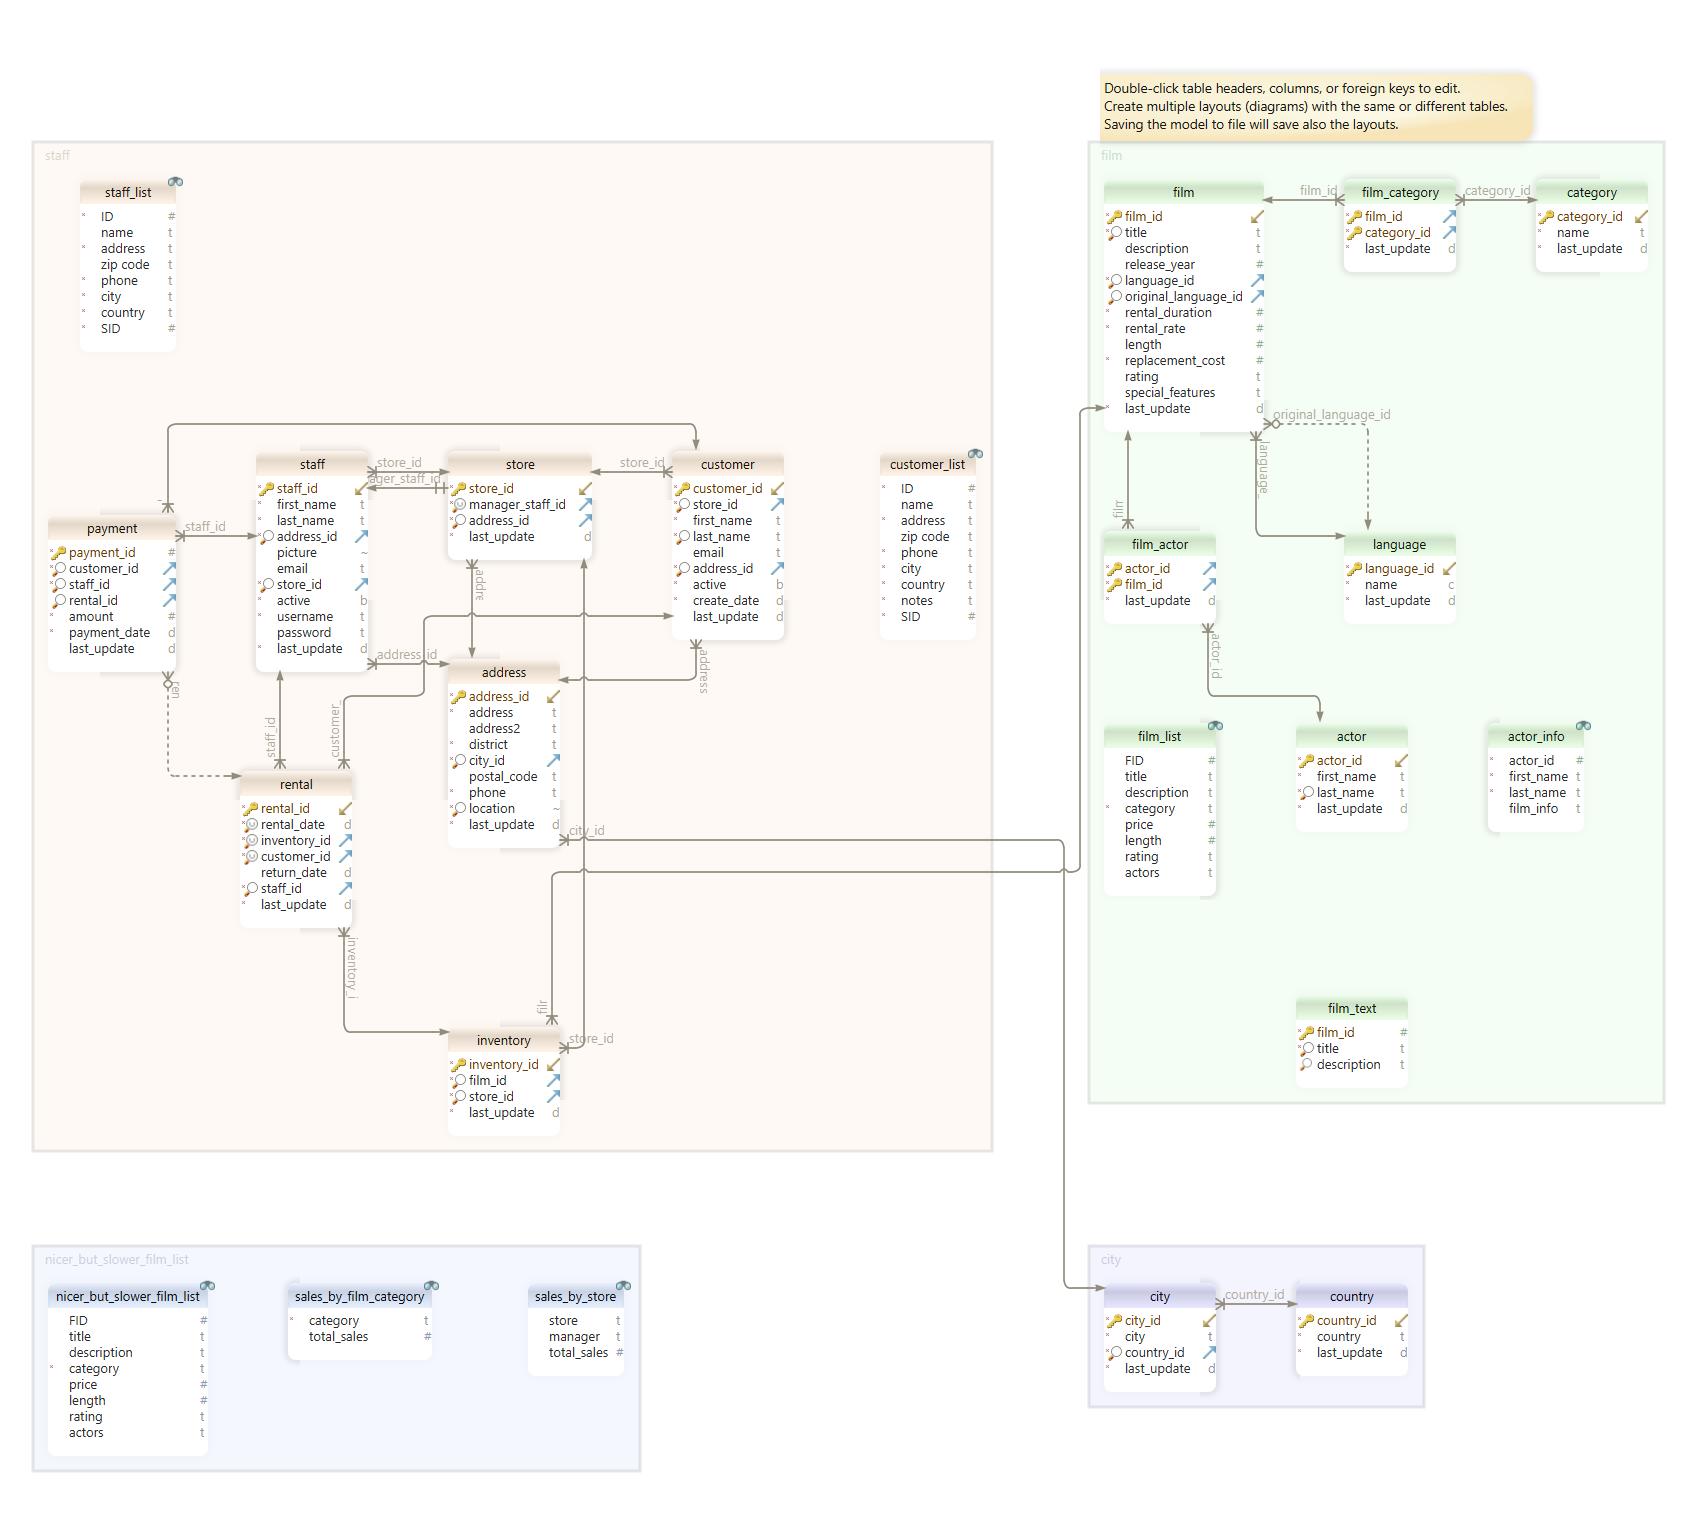 Double-click table headers, columns, or foreign keys to edit.
Create multiple layouts (diagrams) with the same or different tables.
Saving the model to file will save also the layouts.
staff
staff_list
ID #
name t
address t
zip code t
phone t
city t
country t
SID #
staff
staff_id
first_name t
last_name t
address_id
picture ~
email t
store_id
active b
username t
password t
last_update d
store_id
ager_staff_id
store
store_id
manager_staff_id
address_id
last_update d
store_id
customer
customer_id
store_id
first_name t
last_name t
email t
address_id
active b
create_date d
last_update d
customer_list
ID #
name t
address t
zip code t
phone t
city t
country t
notes t
SID #
payment
payment_id #
customer_id
staff_id
rental_id
amount #
payment_date d
last_update d
staff_id
ren
addre
address_id
address
address
address_id
address t
address2 t
district t
city_id
postal_code t
phone t
location ~
last_update d
city_id
staff_id
customer_
rental
rental_id
rental_date d
inventory_id
customer_id
return_date d
staff_id
last_update d
inventory_i
film
store_id
inventory
inventory_id
film_id
store_id
last_update d
film
film
film_id
title t
description t
release_year #
language_id
original_language_id
rental_duration #
rental_rate #
length #
replacement_cost #
rating t
special_features t
last_update d
film_id
film_category
film_id
category_id
last_update d
category_id
category
category_id
name t
last_update d
original_language_id
language_
film
film_actor
actor_id
film_id
last_update d
language
language_id
name c
last_update d
actor_id
film_list
FID #
title t
description t
category t
price #
length #
rating t
actors t
actor
actor_id
first_name t
last_name t
last_update d
actor_info
actor_id #
first_name t
last_name t
film_info t
film_text
film_id #
title t
description t
nicer_but_slower_film_list
nicer_but_slower_film_list
FID #
title t
description t
category t
price #
length #
rating t
actors t
sales_by_film_category
category t
total_sales #
sales_by_store
store t
manager t
total_sales #
city
city
city_id
city t
country_id
last_update d
country_id
country
country_id
country t
last_update d